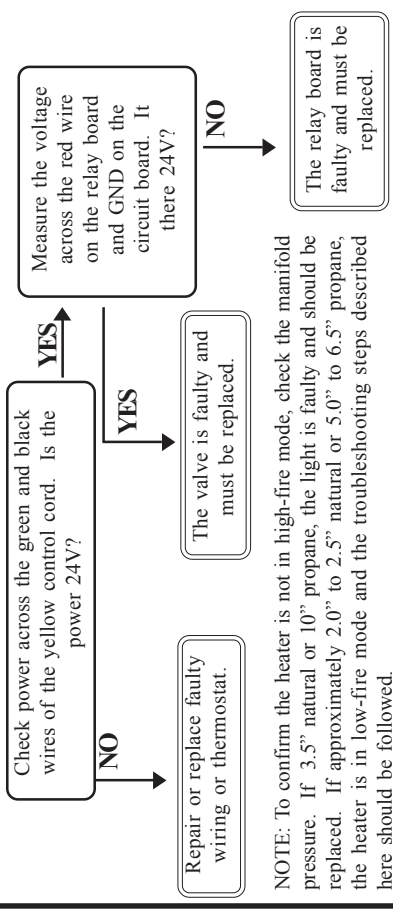 Check power across the green and black
wires of the yellow control cord.  Is the
power 24V?
YES
Measure the voltage
across the red wire
on the relay board
and GND on the
circuit board.  It
there 24V?
NO
Repair or replace faulty
wiring or thermostat.
YES
The valve is faulty and
must be replaced.
NO
The relay board is
faulty and must be
replaced.
NOTE: To confirm the heater is not in high-fire mode, check the manifold
pressure.  If 3.5” natural or 10” propane, the light is faulty and should be
replaced.  If approximately 2.0” to 2.5” natural or 5.0” to 6.5” propane,
the heater is in low-fire mode and the troubleshooting steps described
here should be followed.